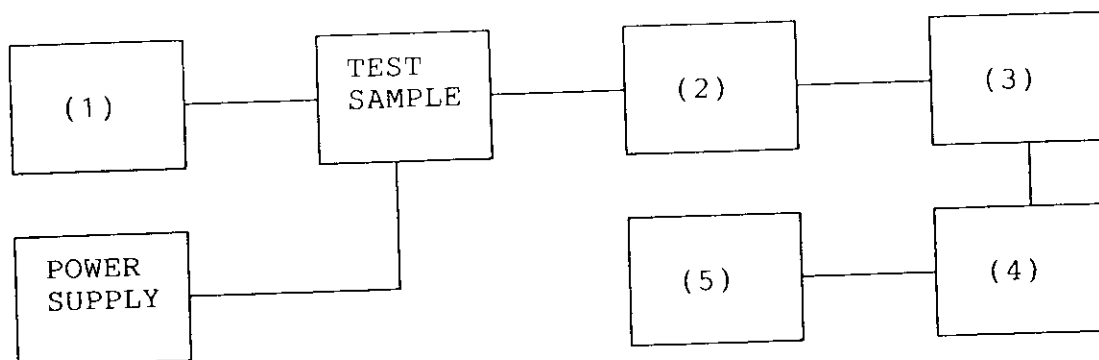 (1)
TEST
SAMPLE
(2)
(3)
POWER
SUPPLY
(5)
(4)